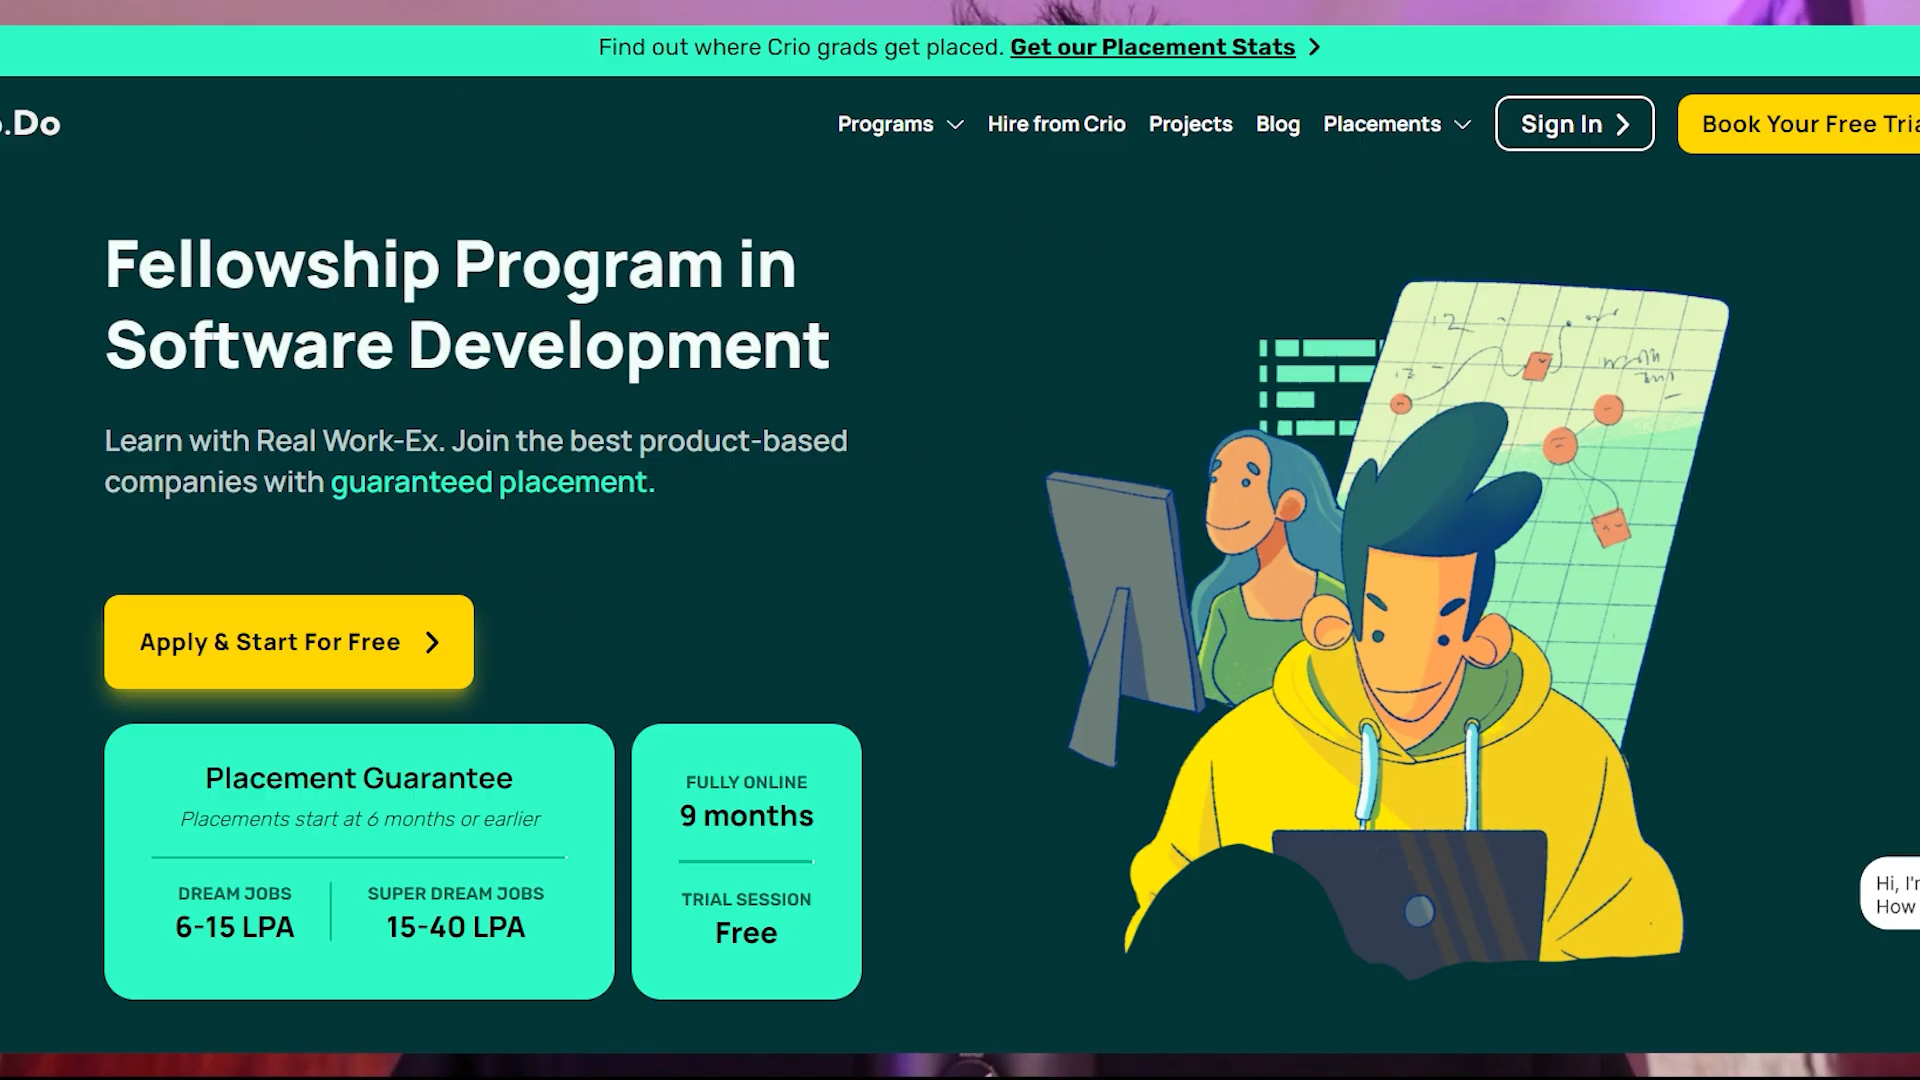 Find out where Crio grads get placed. Get our Placement Stats
.Do
Programs
Hire from Crio
Projects
Blog
Placements
Sign In
Book Your Free
Fellowship Program in
Software Development
Learn with Real Work-Ex. Join the best product-based
companies with guaranteed placement.
Apply & Start For Free
Placement Guarantee
Placements start at 6 months or earlier
DREAM JOBS
6-15 LPA
SUPER DREAM JOBS
15-40 LPA
FULLY ONLINE
9 months
TRIAL SESSION
Free
Hi,
How